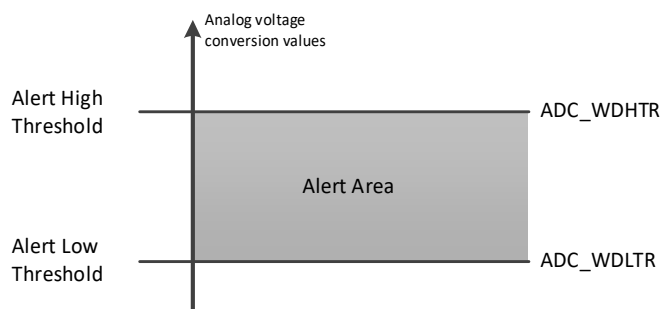 Analog voltage
conversion values
Alert High
Threshold
ADC_WDHTR
Alert Area
Alert Low
Threshold
ADC_WDLTR